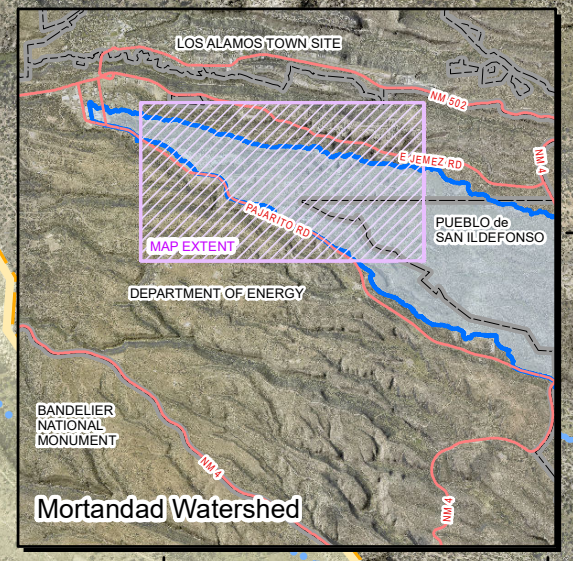 LOS ALAMOS TOWN SITE
NM 502
E JEMEZ RD
NM 4
PAJARITO RD
PUEBLO de
SAN ILDEFONSO
MAP EXTENT
DEPARTMENT OF ENERGY
BANDELIER
NATIONAL
MONUMENT
NM 4
NM 4
Mortandad Watershed